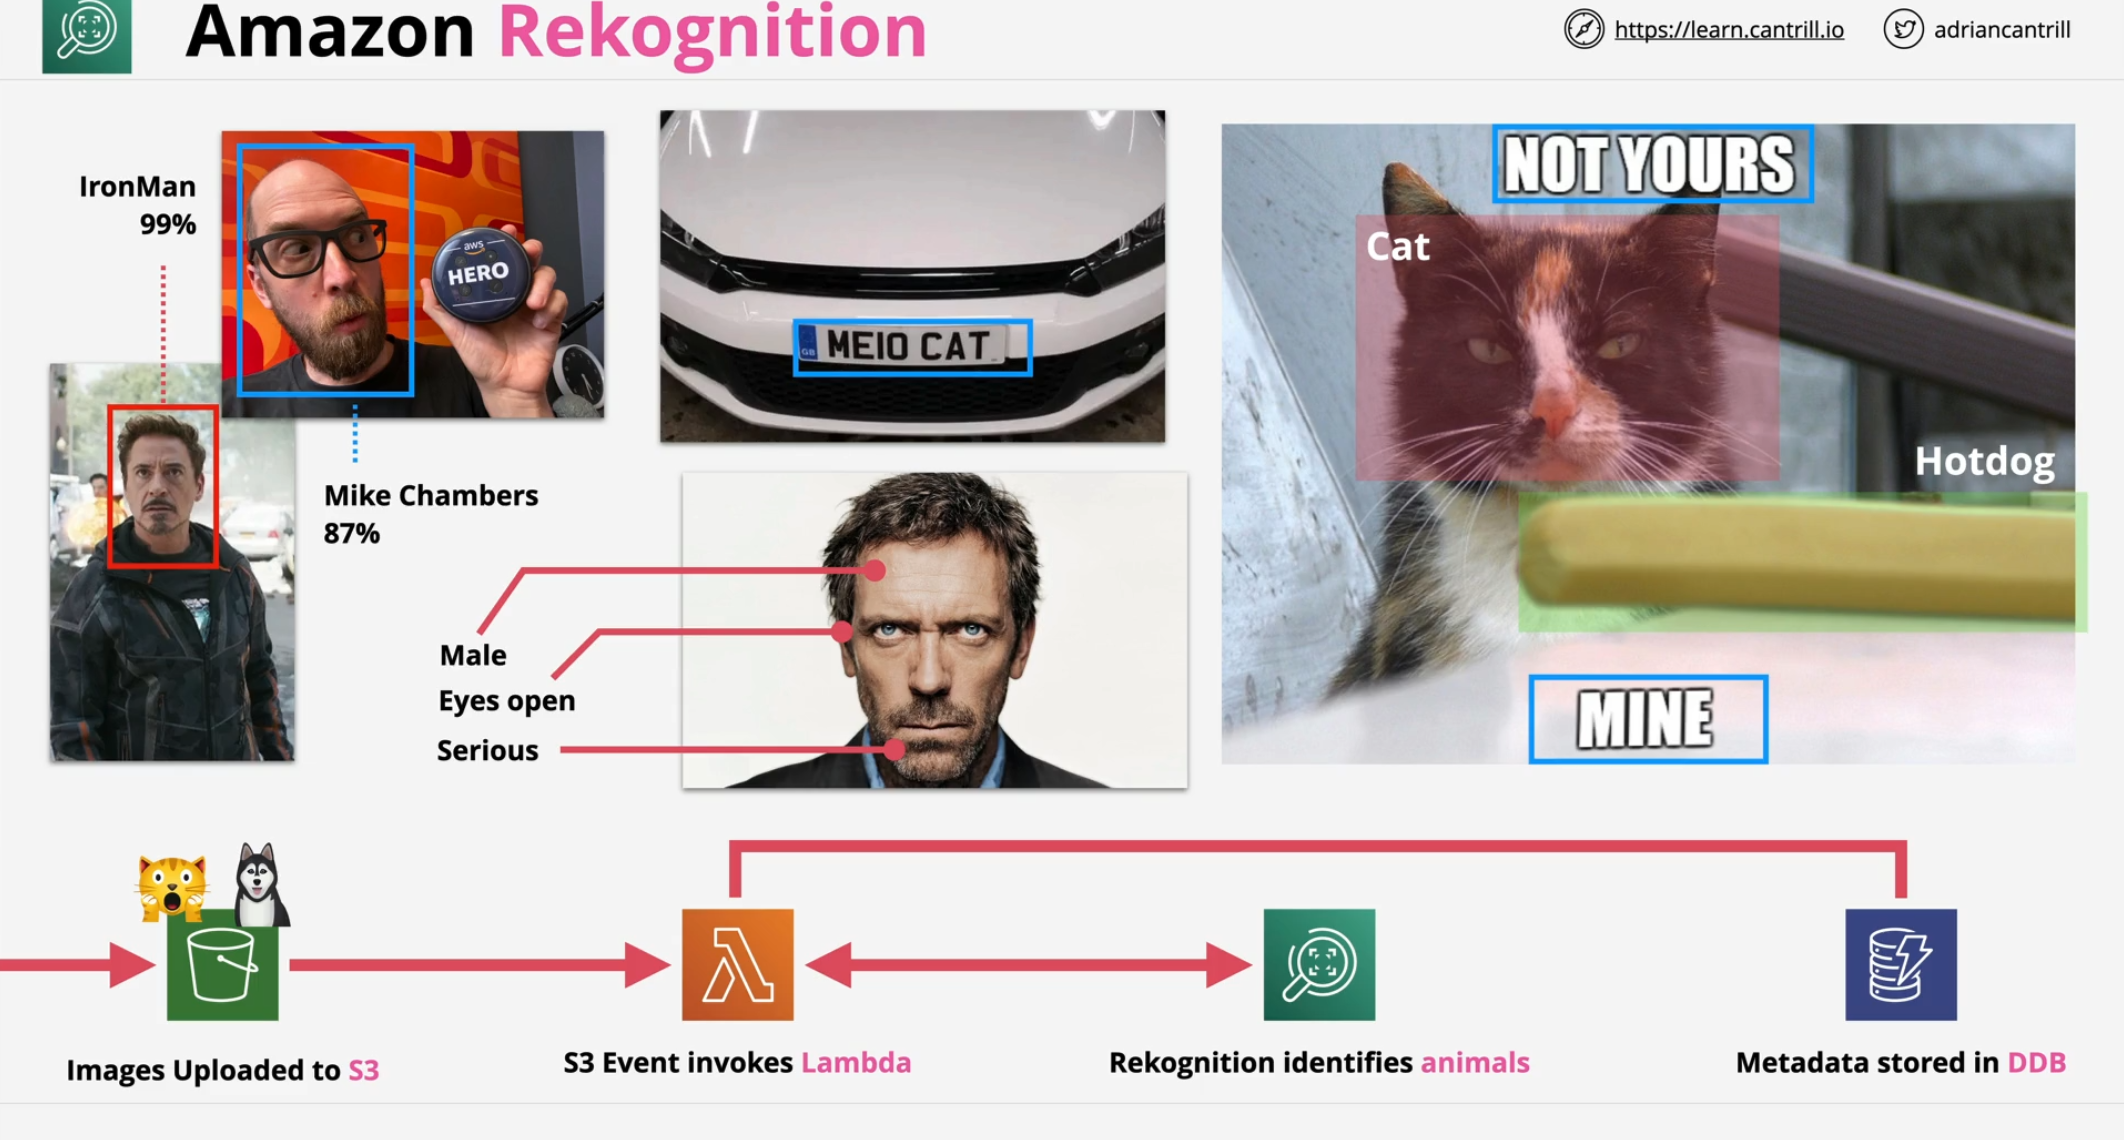 Amazon Rekognition
https://learn.cantrill.io
adriancantrill
IronMan
99%
aws
HERO
Mike Chambers
87%
GB
ME10 CAT
Male
Eyes open
Serious
NOT YOURS
Cat
Hotdog
MINE
Images Uploaded to S3
S3 Event invokes Lambda
Rekognition identifies animals
Metadata stored in DDB